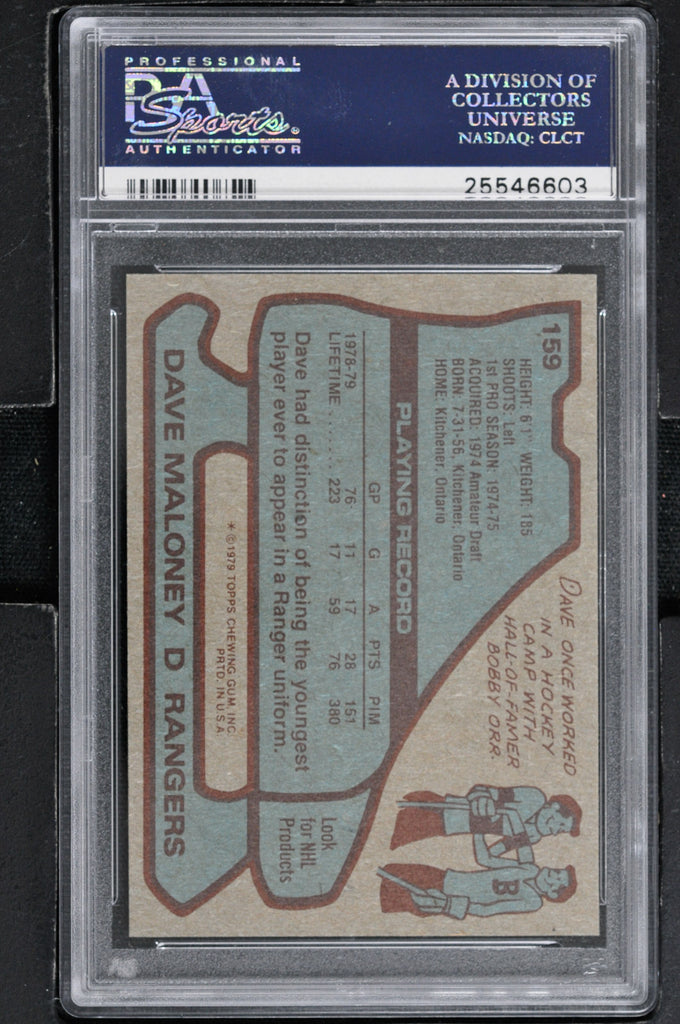 PROFESSIONAL
PSA
Sports®
AUTHENTICATOR
A DIVISION OF
COLLECTORS
UNIVERSE
NASDAQ: CLCT
25546603
159
HEIGHT: 6'1" WEIGHT: 185
SHOOTS: Left
1st PRO SEASON: 1974-75
ACQUIRED: 1974 Amateur Draft
BORN: 7-31-56, Kitchener, Ontario
HOME: Kitchener, Ontario
DAVE ONCE WORKED
IN A HOCKEY
CAMP WITH
HALL-OF-FAMER
BOBBY ORR.
B
PLAYING RECORD
GP G A PTS PIM
1978-79 76 11 17 28 151
LIFETIME . . . . . . 223 17 59 76 380
Dave had distinction of being the youngest
player ever to appear in a Ranger uniform.
Look
for NHL
Products
* ©1979 TOPPS CHEWING GUM, INC.
PRTD. IN U.S.A.
DAVE MALONEY D RANGERS